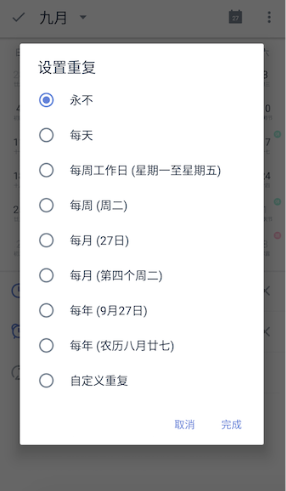 九月
17
设置重复
永不
每天
每周工作日 (星期一至星期五)
每周 (周二)
每月 (27日)
每月 (第四个周二)
每年 (9月27日)
每年 (农历八月廿七)
自定义重复
取消
完成